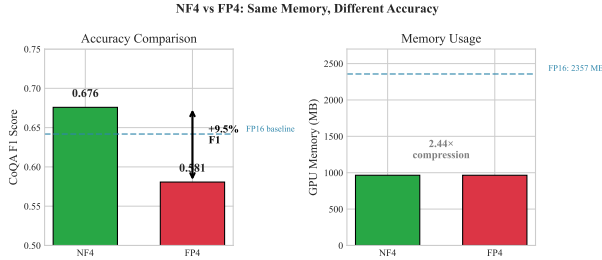 NF4 vs FP4: Same Memory, Different Accuracy
Accuracy Comparison
CoQA F1 Score
0.75
0.70
0.65
0.60
0.55
0.50
0.676
0.581
+9.5%
F1
FP16 baseline
NF4
FP4
Memory Usage
GPU Memory (MB)
2500
2000
1500
1000
500
0
FP16: 2357 ME
2.44×
compression
NF4
FP4